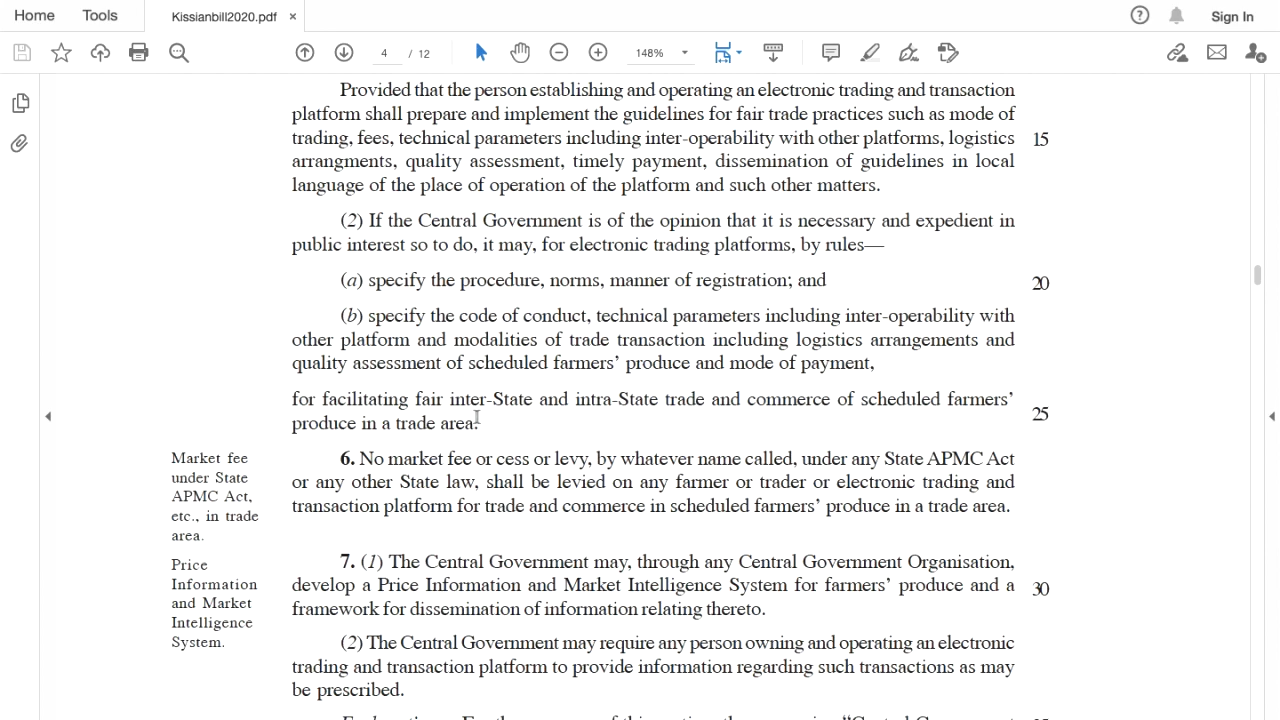 Home Tools Kissianbill2020.pdf × Sign In
4 / 12 148%
Provided that the person establishing and operating an electronic trading and transaction
platform shall prepare and implement the guidelines for fair trade practices such as mode of
trading, fees, technical parameters including inter-operability with other platforms, logistics 15
arrangments, quality assessment, timely payment, dissemination of guidelines in local
language of the place of operation of the platform and such other matters.
(2) If the Central Government is of the opinion that it is necessary and expedient in
public interest so to do, it may, for electronic trading platforms, by rules—
(a) specify the procedure, norms, manner of registration; and 20
(b) specify the code of conduct, technical parameters including inter-operability with
other platform and modalities of trade transaction including logistics arrangements and
quality assessment of scheduled farmers’ produce and mode of payment,
for facilitating fair inter-State and intra-State trade and commerce of scheduled farmers’
produce in a trade area. 25
Market fee
under State
APMC Act,
etc., in trade
area.
6. No market fee or cess or levy, by whatever name called, under any State APMC Act
or any other State law, shall be levied on any farmer or trader or electronic trading and
transaction platform for trade and commerce in scheduled farmers’ produce in a trade area.
Price
Information
and Market
Intelligence
System.
7. (1) The Central Government may, through any Central Government Organisation,
develop a Price Information and Market Intelligence System for farmers’ produce and a 30
framework for dissemination of information relating thereto.
(2) The Central Government may require any person owning and operating an electronic
trading and transaction platform to provide information regarding such transactions as may
be prescribed.